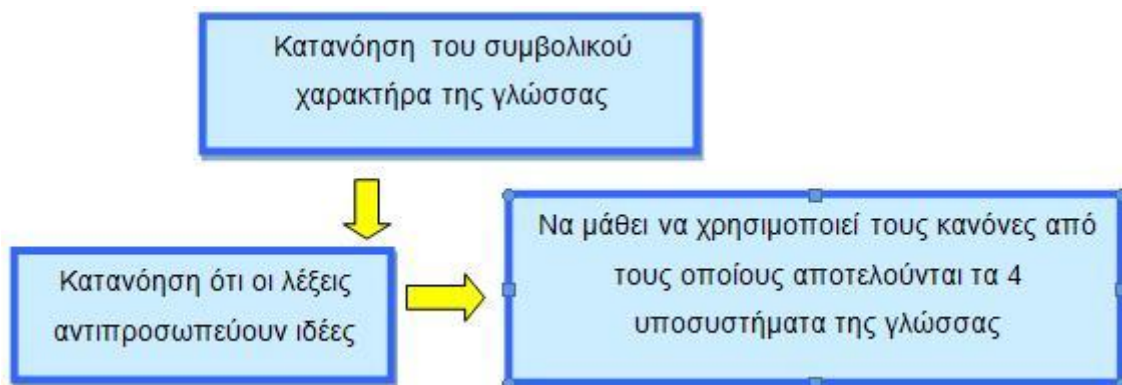 Κατανόηση του συμβολικού
χαρακτήρα της γλώσσας
Κατανόηση ότι οι λέξεις
αντιπροσωπεύουν ιδέες
Να μάθει να χρησιμοποιεί τους κανόνες από
τους οποίους αποτελούνται τα 4
υποσυστήματα της γλώσσας